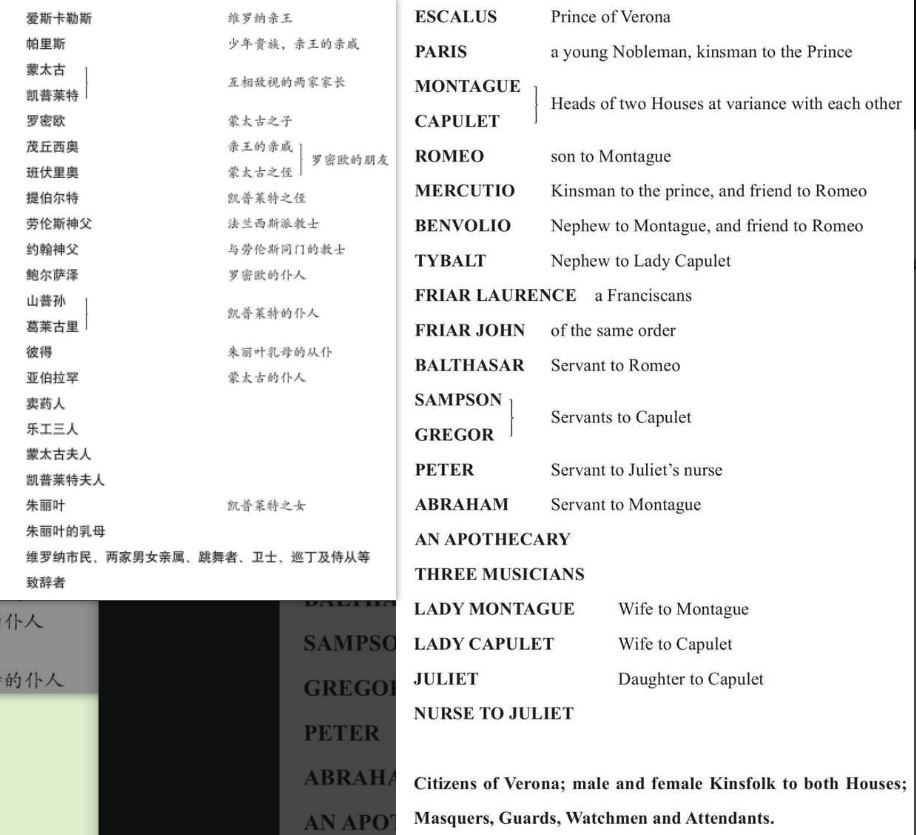 爱斯卡勒斯 维罗纳亲王
帕里斯 少年贵族，亲王的亲戚
蒙太古
互相敌视的两家家长
凯普莱特
罗密欧 蒙太古之子
茂丘西奥 亲王的亲戚
罗密欧的朋友
班伏里奥 蒙太古之侄
提伯尔特 凯普莱特之侄
劳伦斯神父 法兰西斯派教士
约翰神父 与劳伦斯同门的教士
鲍尔萨泽 罗密欧的仆人
山普孙
凯普莱特的仆人
葛莱古里
彼得 朱丽叶乳母的从仆
亚伯拉罕 蒙太古的仆人
卖药人
乐工三人
蒙太古夫人
凯普莱特夫人
朱丽叶 凯普莱特之女
朱丽叶的乳母
维罗纳市民、两家男女亲属、跳舞者、卫士、巡丁及侍从等
致辞者
仆人
的仆人
SAMPSO
GREGO
PETER
ABRAHA
AN APO
ESCALUS Prince of Verona
PARIS a young Nobleman, kinsman to the Prince
MONTAGUE
Heads of two Houses at variance with each other
CAPULET
ROMEO son to Montague
MERCUTIO Kinsman to the prince, and friend to Romeo
BENVOLIO Nephew to Montague, and friend to Romeo
TYBALT Nephew to Lady Capulet
FRIAR LAURENCE a Franciscans
FRIAR JOHN of the same order
BALTHASAR Servant to Romeo
SAMPSON
Servants to Capulet
GREGOR
PETER Servant to Juliet's nurse
ABRAHAM Servant to Montague
AN APOTHECARY
THREE MUSICIANS
LADY MONTAGUE Wife to Montague
LADY CAPULET Wife to Capulet
JULIET Daughter to Capulet
NURSE TO JULIET
Citizens of Verona; male and female Kinsfolk to both Houses;
Masquers, Guards, Watchmen and Attendants.